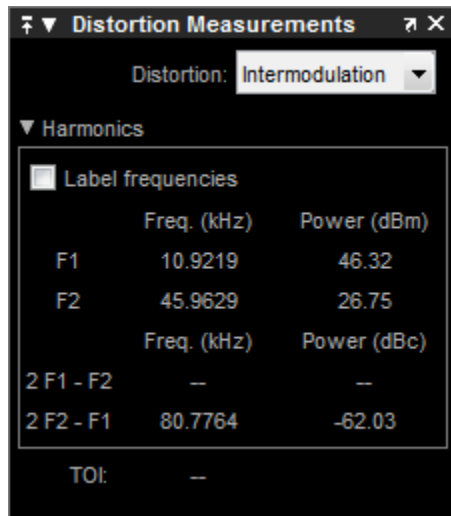 Distortion Measurements
Distortion: Intermodulation
Harmonics
Label frequencies
Freq. (kHz) Power (dBm)
F1 10.9219 46.32
F2 45.9629 26.75
Freq. (kHz) Power (dBc)
2 F1 - F2 -- --
2 F2 - F1 80.7764 -62.03
TOI: --